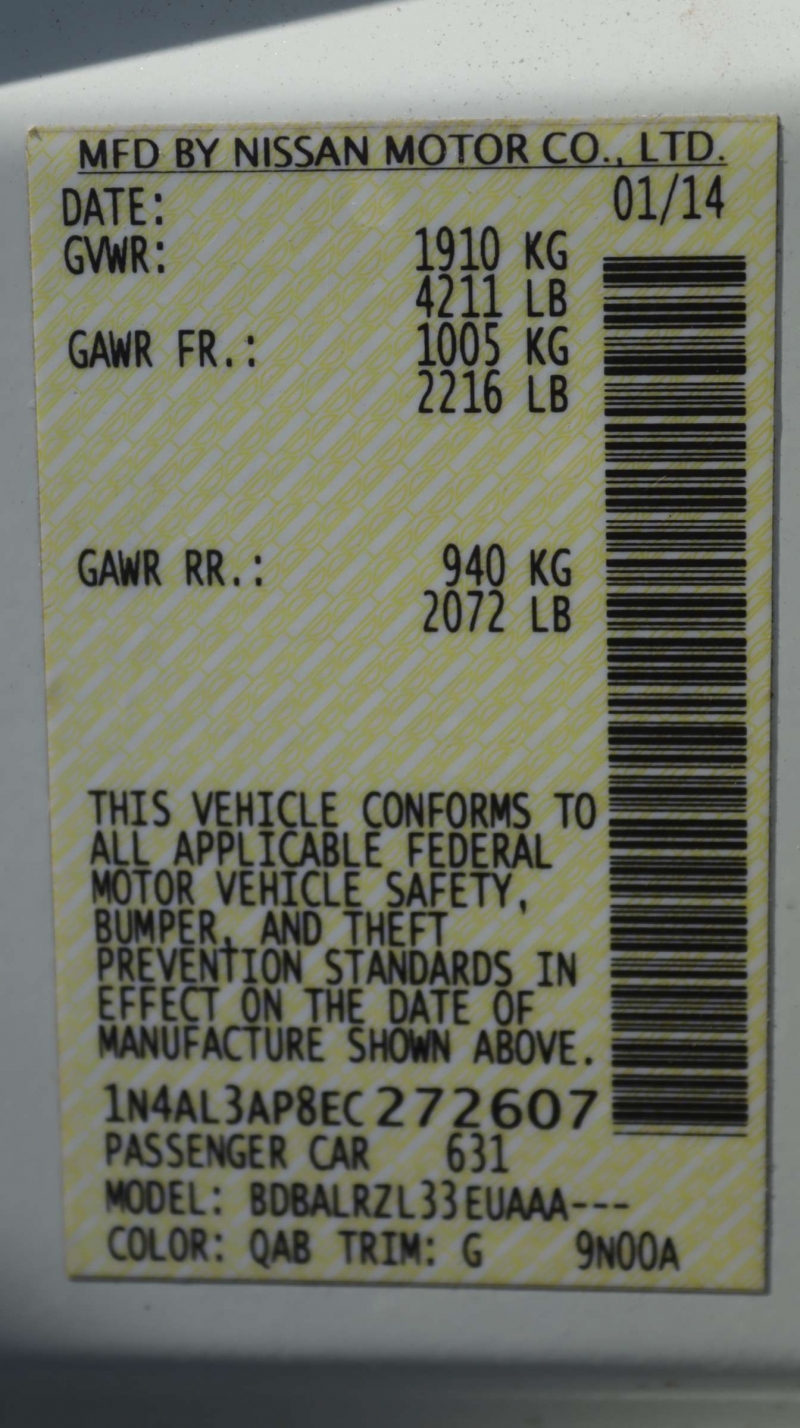 MFD BY NISSAN MOTOR CO., LTD.
DATE: 01/14
GVWR: 1910 KG
4211 LB
GAWR FR.: 1005 KG
2216 LB
GAWR RR.: 940 KG
2072 LB
THIS VEHICLE CONFORMS TO
ALL APPLICABLE FEDERAL
MOTOR VEHICLE SAFETY,
BUMPER, AND THEFT
PREVENTION STANDARDS IN
EFFECT ON THE DATE OF
MANUFACTURE SHOWN ABOVE.
1N4AL3AP8EC272607
PASSENGER CAR 631
MODEL: BDBALRZL33EUAAA---
COLOR: QAB TRIM: G 9N00A